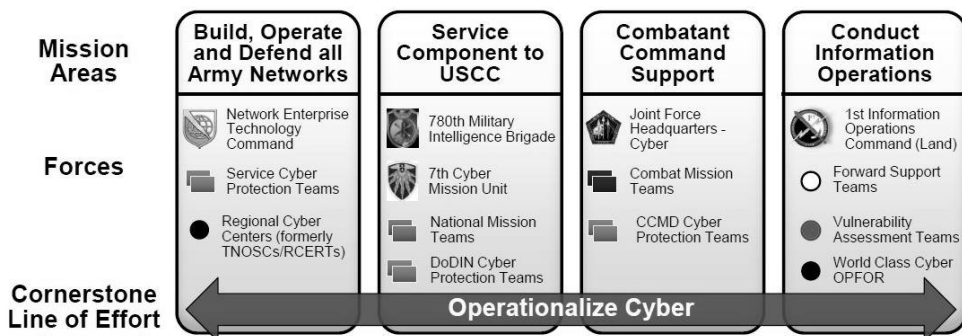 Mission
Areas
Build, Operate
and Defend all
Army Networks
Service
Component to
USCC
Combatant
Command
Support
Conduct
Information
Operations
Forces
Network Enterprise
Technology
Command
Service Cyber
Protection Teams
Regional Cyber
Centers (formerly
TNOSCs/RCERTs)
780th Military
Intelligence Brigade
7th Cyber
Mission Unit
National Mission
Teams
DoDIN Cyber
Protection Teams
Joint Force
Headquarters -
Cyber
Combat Mission
Teams
CCMD Cyber
Protection Teams
1st Information
Operations
Command (Land)
Forward Support
Teams
Vulnerability
Assessment Teams
World Class Cyber
OPFOR
Cornerstone
Line of Effort
Operationalize Cyber